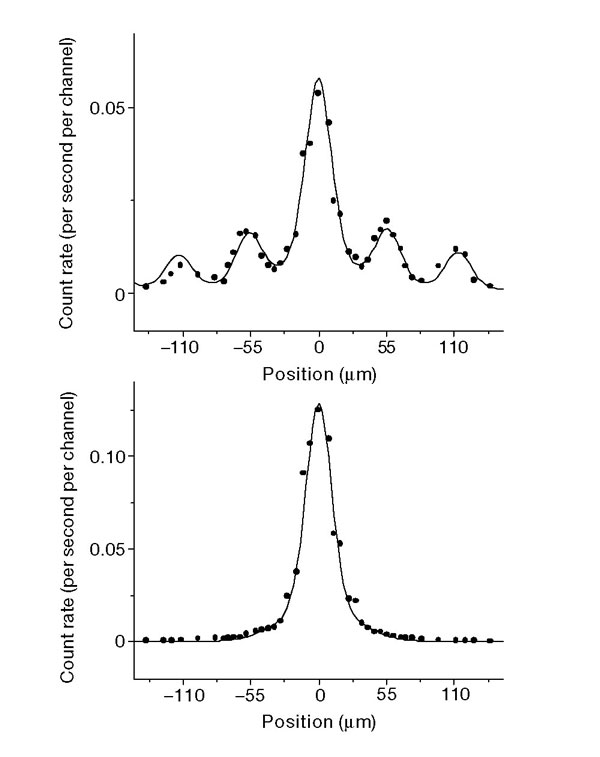 Count rate (per second per channel)
0.05
0
−110 −55 0 55 110
Position (μm)
Count rate (per second per channel)
0.10
0.05
0
−110 −55 0 55 110
Position (μm)